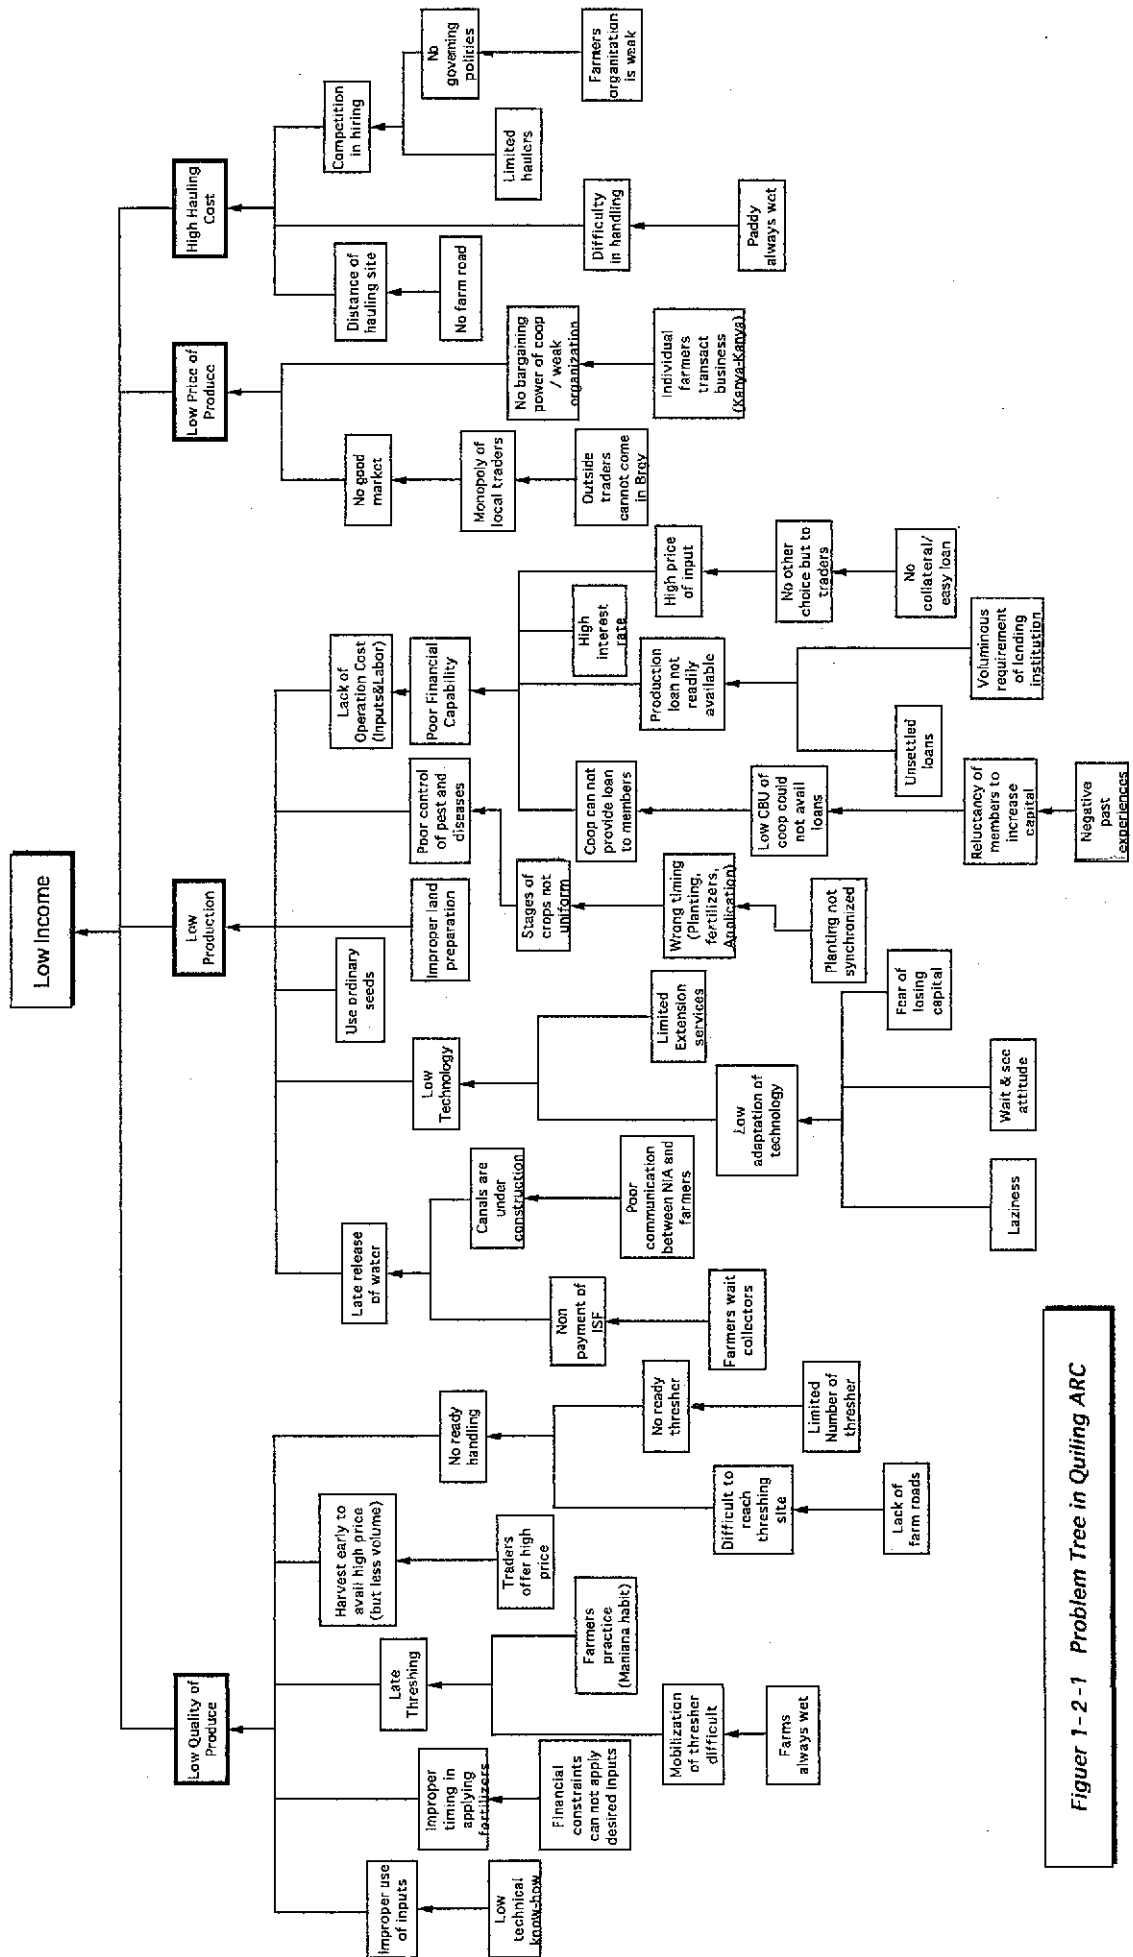 Low Income
Low Quality of
Produce
Low
Production
Low Price of
Produce
High Hauling
Cost
Improper use
of inputs
Low
technical
know-how
Improper
timing in
applying
fertilizers
Financial
constraints
can not apply
desired inputs
Late
Threshing
Mobilization
of thresher
difficult
Farms
always wet
Farmers
practice
(Maniana habit)
Harvest early to
avail high price
(but less volume)
Traders
offer high
price
No ready
handling
Difficult to
reach
threshing
site
Lack of
farm roads
No ready
thresher
Limited
Number of
thresher
Late release
of water
Non
payment of
ISF
Farmers wait
collectors
Canals are
under
construction
Poor
communication
between NIA and
farmers
Low
Technology
Low
adaptation of
technology
Laziness
Wait & see
attitude
Fear of
losing
capital
Limited
Extension
services
Use ordinary
seeds
Improper land
preparation
Poor control
of pest and
diseases
Stages of
crops not
uniform
Wrong timing
(Planting,
fertilizers,
Application)
Planting not
synchronized
Lack of
Operation Cost
(Inputs&Labor)
Poor Financial
Capability
Coop can not
provide loan
to members
Low CBU of
coop could
not avail
loans
Reluctancy of
members to
increase
capital
Negative
past
experiences
Production
loan not
readily
available
Unsettled
loans
Voluminous
requirement
of lending
institution
High
interest
rate
High price
of input
No other
choice but to
traders
No
collateral/
easy loan
No good
market
Monopoly of
local traders
Outside
traders
cannot come
in Brgy
No bargaining
power of coop
/ weak
organization
Individual
farmers
transact
business
(Kanya-Kanya)
Distance of
hauling site
No farm road
Difficulty
in handling
Paddy
always wet
Competition
in hiring
Limited
haulers
No
governing
policies
Farmers
organization
is weak
Figuer 1-2-1 Problem Tree in Quiling ARC